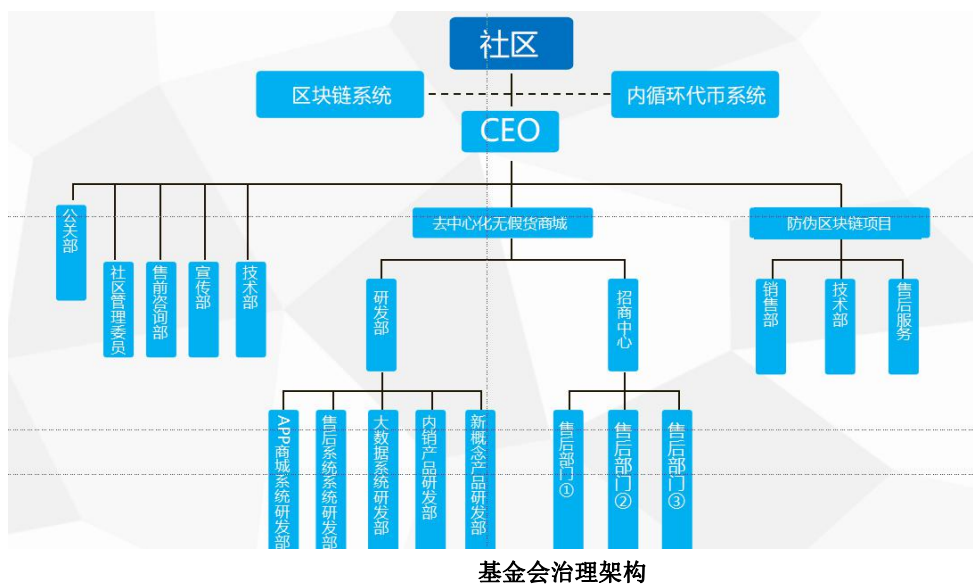 社区
区块链系统
内循环代币系统
CEO
公关部
社区管理委员
售前咨询部
宣传部
技术部
去中心化无假货商城
防伪区块链项目
研发部
招商中心
销售部
技术部
售后服务
APP商城系统研发部
售后系统系统研发部
大数据系统研发部
内销产品研发部
新概念产品研发部
售后部门①
售后部门②
售后部门③
基金会治理架构